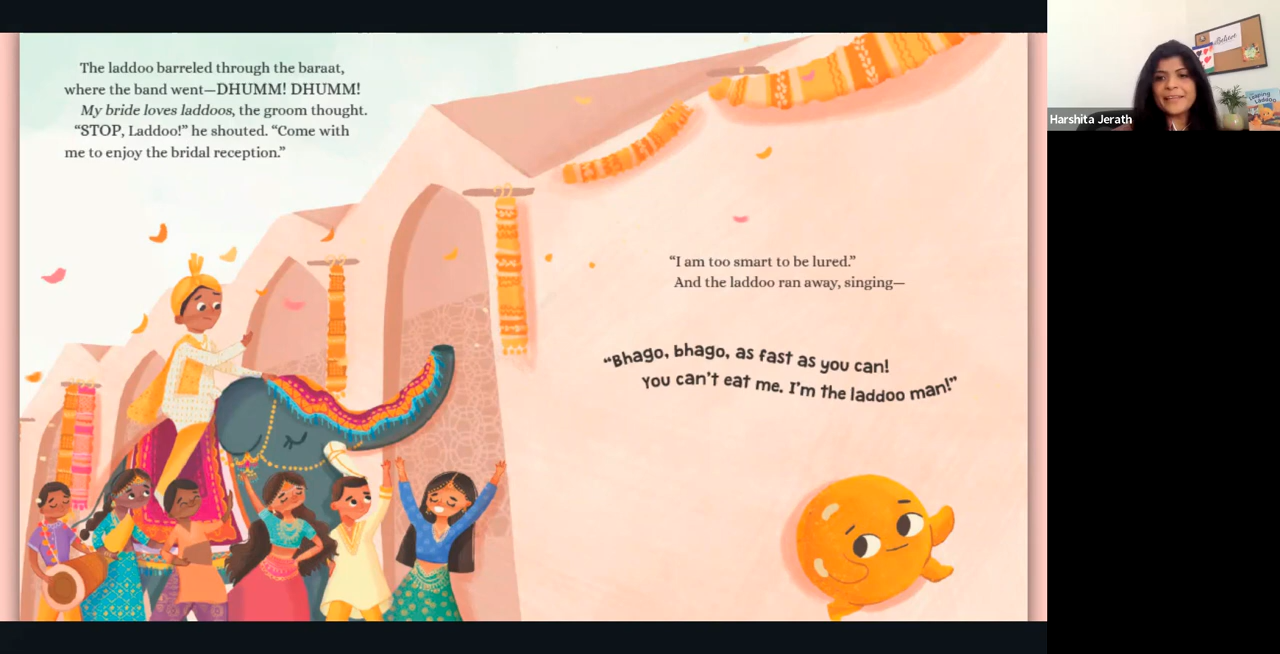 The laddoo barreled through the baraat,
where the band went—DHUMM! DHUMM!
My bride loves laddoos, the groom thought.
“STOP, Laddoo!” he shouted. “Come with
me to enjoy the bridal reception.”
“I am too smart to be lured.”
And the laddoo ran away, singing—
“Bhago, bhago, as fast as you can!
You can’t eat me. I’m the laddoo man!”
Harshita Jerath
Believe
Leaping
Laddoo